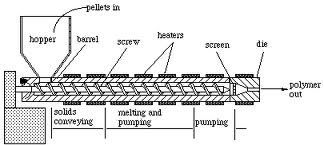 pellets in
hopper
barrel
screw
heaters
screen
die
polymer
out
solids
conveying
melting and
pumping
pumping